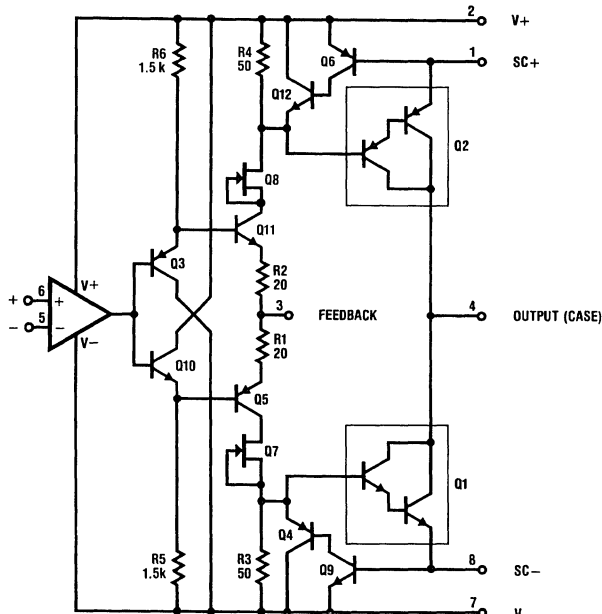 2 V+
R6
1.5 k
R4
50
Q6
1 SC+
Q12
Q2
Q8
Q11
R2
20
Q3
V+
+ 6 +
- 5 -
V-
3 FEEDBACK
4 OUTPUT (CASE)
R1
20
Q10
Q5
Q7
Q1
Q4
Q9
R5
1.5k
R3
50
8 SC-
7